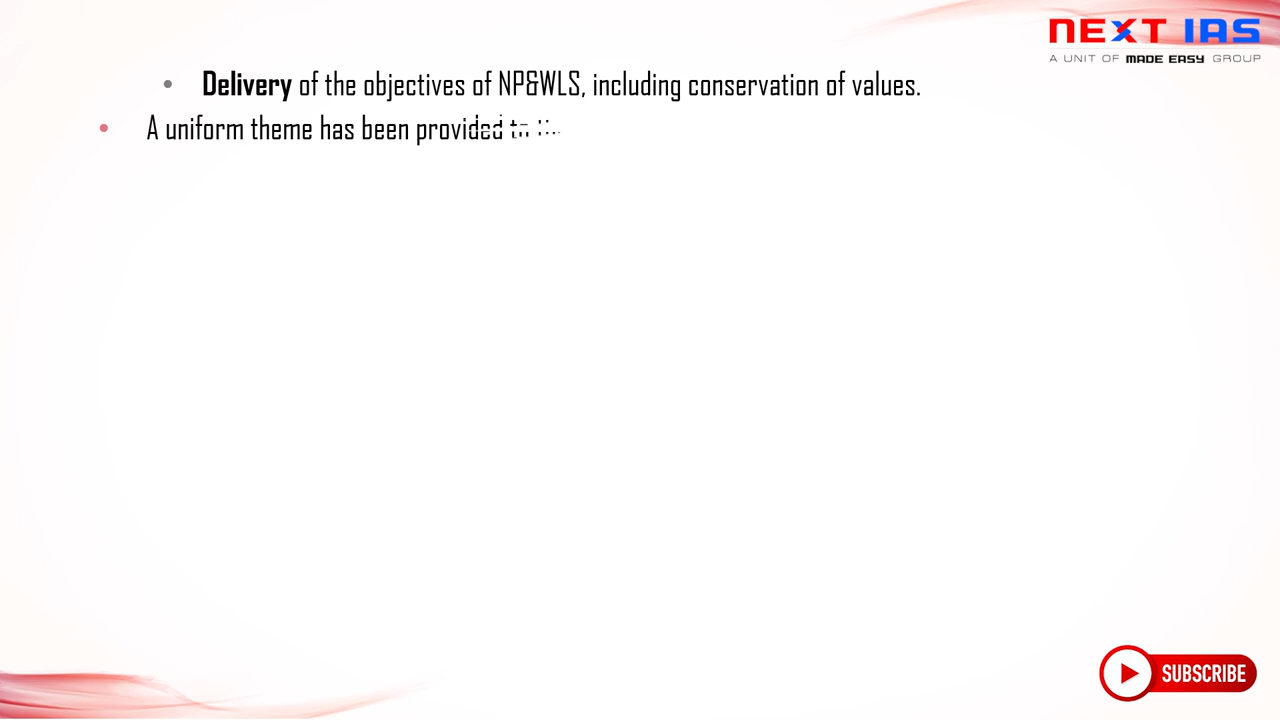 NEXT IAS
A UNIT OF MADE EASY GROUP
• Delivery of the objectives of NP&WLS, including conservation of values.
• A uniform theme has been provided
SUBSCRIBE